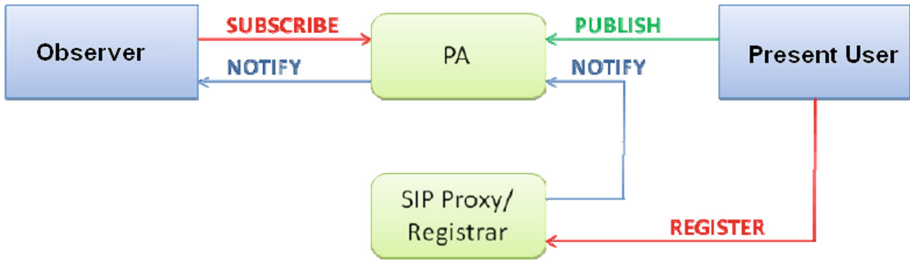 Observer
SUBSCRIBE
NOTIFY
PA
PUBLISH
NOTIFY
Present User
SIP Proxy/
Registrar
REGISTER